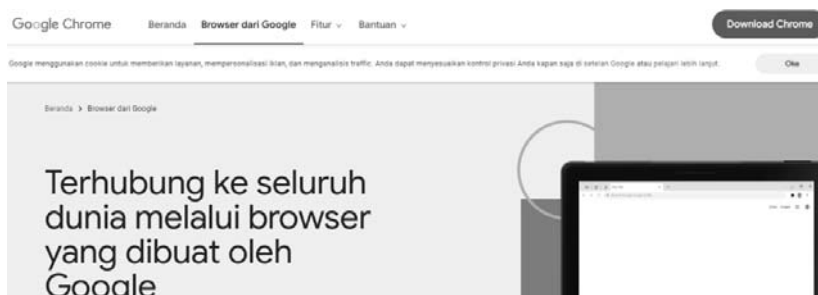 Google Chrome Beranda Browser dari Google Fitur Bantuan Download Chrome
Google menggunakan cookie untuk memberikan layanan, mempersonalisasi iklan, dan menganalisis traffic. Anda dapat menyesuaikan kontrol privasi Anda kapan saja di setelan Google atau pelajari lebih lanjut. Oke
Beranda > Browser dari Google
Terhubung ke seluruh
dunia melalui browser
yang dibuat oleh
Google